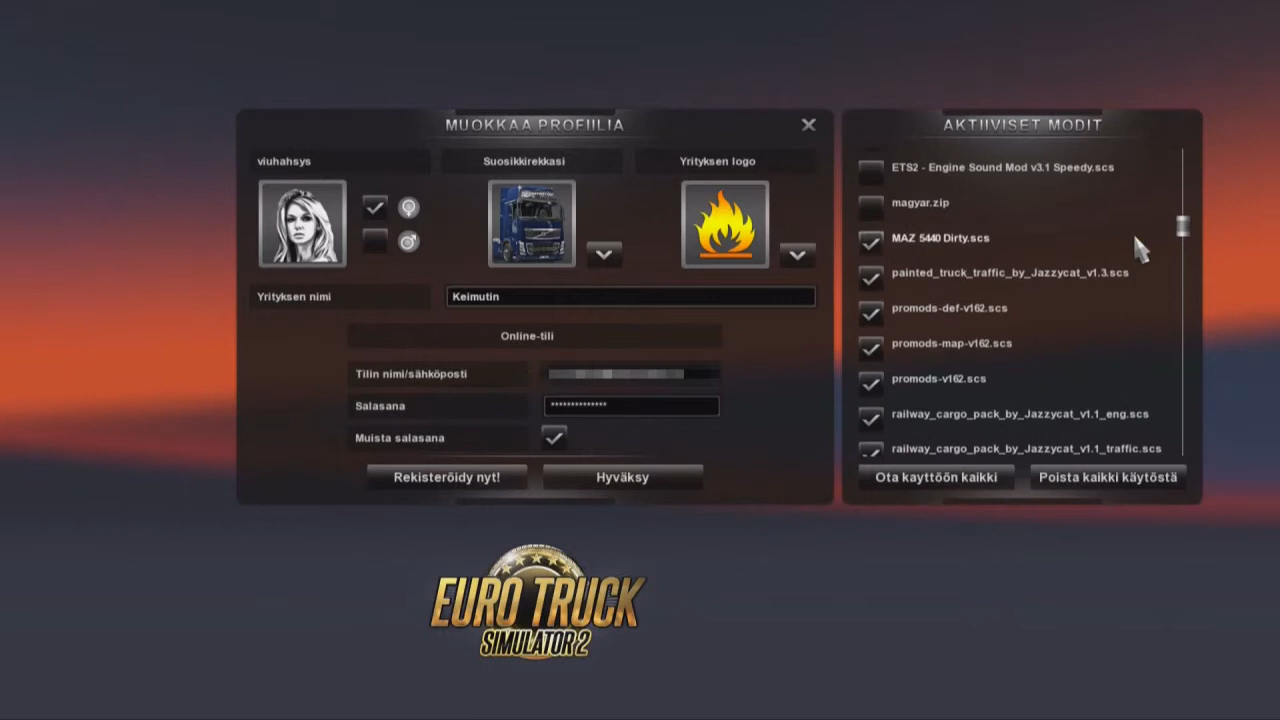 MUOKKAA PROFIILIA
viuhahsys
Suosikkirekkasi
Yrityksen logo
Yrityksen nimi
Keimutin
Online-tili
Tilin nimi/sähköposti
Salasana
**************
Muista salasana
Rekisteröidy nyt!
Hyväksy
AKTIIVISET MODIT
ETS2 - Engine Sound Mod v3.1 Speedy.scs
magyar.zip
MAZ 5440 Dirty.scs
painted_truck_traffic_by_Jazzycat_v1.3.scs
promods-def-v162.scs
promods-map-v162.scs
promods-v162.scs
railway_cargo_pack_by_Jazzycat_v1.1_eng.scs
railway_cargo_pack_by_Jazzycat_v1.1_traffic.scs
Ota kayttöön kaikki
Poista kaikki käytöstä
EURO TRUCK
SIMULATOR 2